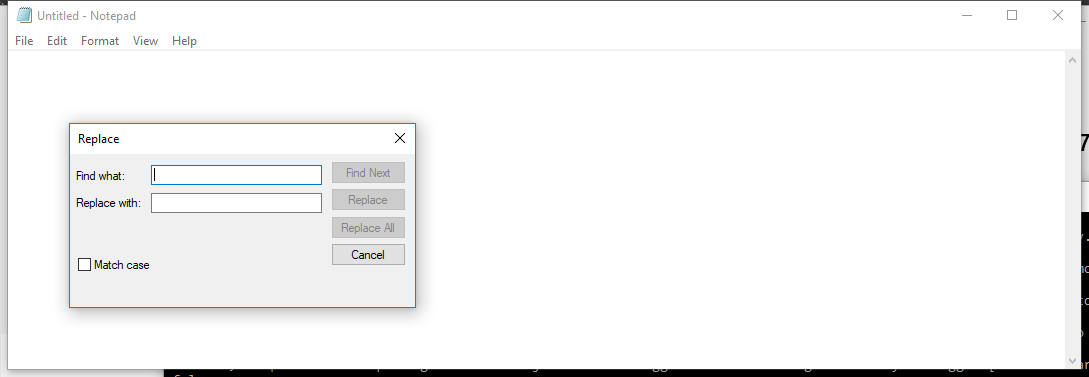 Untitled - Notepad
File Edit Format View Help
Replace
Find what:
Find Next
Replace with:
Replace
Replace All
Cancel
Match case
7